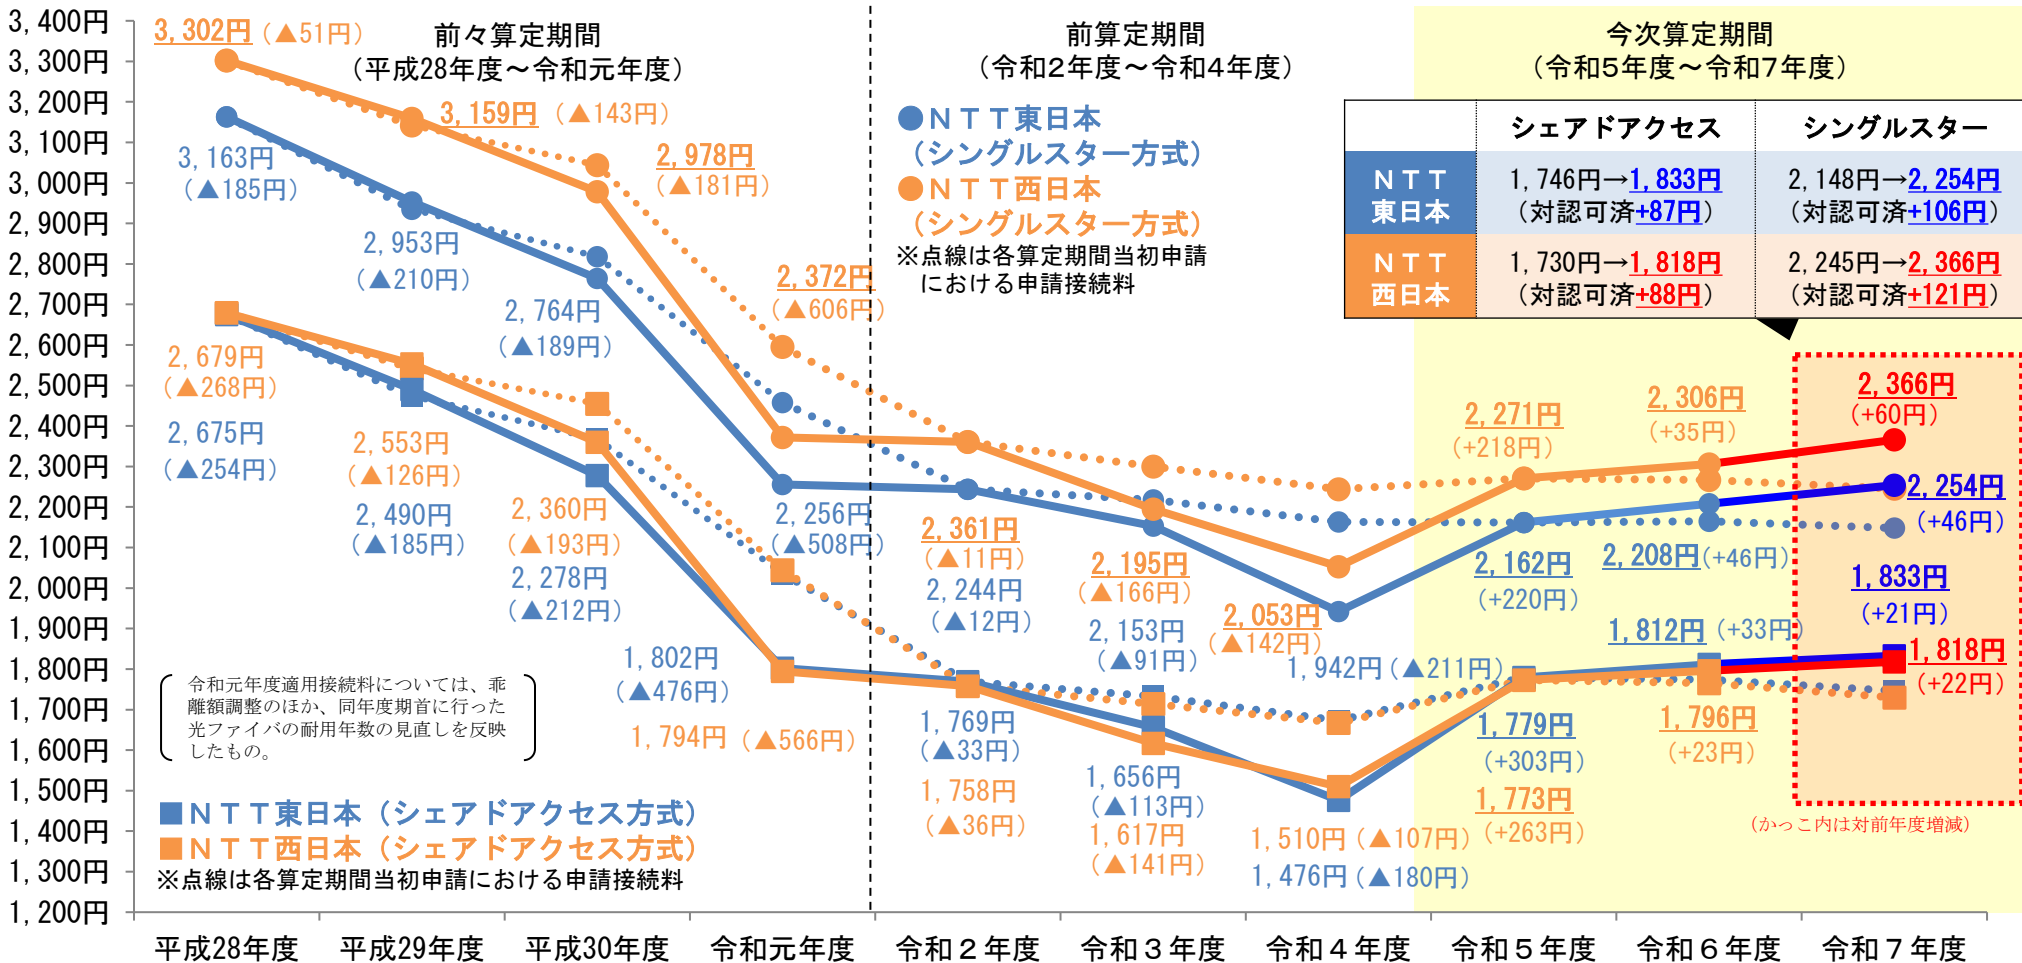 3,400円
3,300円
3,200円
3,100円
3,000円
2,900円
2,800円
2,700円
2,600円
2,500円
2,400円
2,300円
2,200円
2,100円
2,000円
1,900円
1,800円
1,700円
1,600円
1,500円
1,400円
1,300円
1,200円
前々算定期間
（平成28年度～令和元年度）
前算定期間
（令和2年度～令和4年度）
今次算定期間
（令和5年度～令和7年度）
3,302円（▲51円）
3,163円
（▲185円）
3,159円（▲143円）
2,953円
（▲210円）
2,978円
（▲181円）
2,764円
（▲189円）
2,372円
（▲606円）
2,256円
（▲508円）
2,679円
（▲268円）
2,675円
（▲254円）
2,553円
（▲126円）
2,490円
（▲185円）
2,360円
（▲193円）
2,278円
（▲212円）
1,802円
（▲476円）
1,794円（▲566円）
●ＮＴＴ東日本
（シングルスター方式）
●ＮＴＴ西日本
（シングルスター方式）
※点線は各算定期間当初申請
における申請接続料
シェアドアクセス シングルスター
ＮＴＴ
東日本
1,746円→1,833円
（対認可済+87円）
2,148円→2,254円
（対認可済+106円）
ＮＴＴ
西日本
1,730円→1,818円
（対認可済+88円）
2,245円→2,366円
（対認可済+121円）
2,361円
（▲11円）
2,244円
（▲12円）
2,195円
（▲166円）
2,153円
（▲91円）
2,053円
（▲142円）
1,942円（▲211円）
2,271円
（+218円）
2,162円
（+220円）
2,306円
（+35円）
2,208円（+46円）
2,366円
（+60円）
2,254円
（+46円）
1,769円
（▲33円）
1,758円
（▲36円）
1,656円
（▲113円）
1,617円
（▲141円）
1,510円（▲107円）
1,476円（▲180円）
1,779円
（+303円）
1,773円
（+263円）
1,812円（+33円）
1,796円
（+23円）
1,833円
（+21円）
1,818円
（+22円）
（かっこ内は対前年度増減）
令和元年度適用接続料については、乖
離額調整のほか、同年度期首に行った
光ファイバの耐用年数の見直しを反映
したもの。
■ＮＴＴ東日本（シェアドアクセス方式）
■ＮＴＴ西日本（シェアドアクセス方式）
※点線は各算定期間当初申請における申請接続料
平成28年度 平成29年度 平成30年度 令和元年度 令和２年度 令和３年度 令和４年度 令和５年度 令和６年度 令和７年度